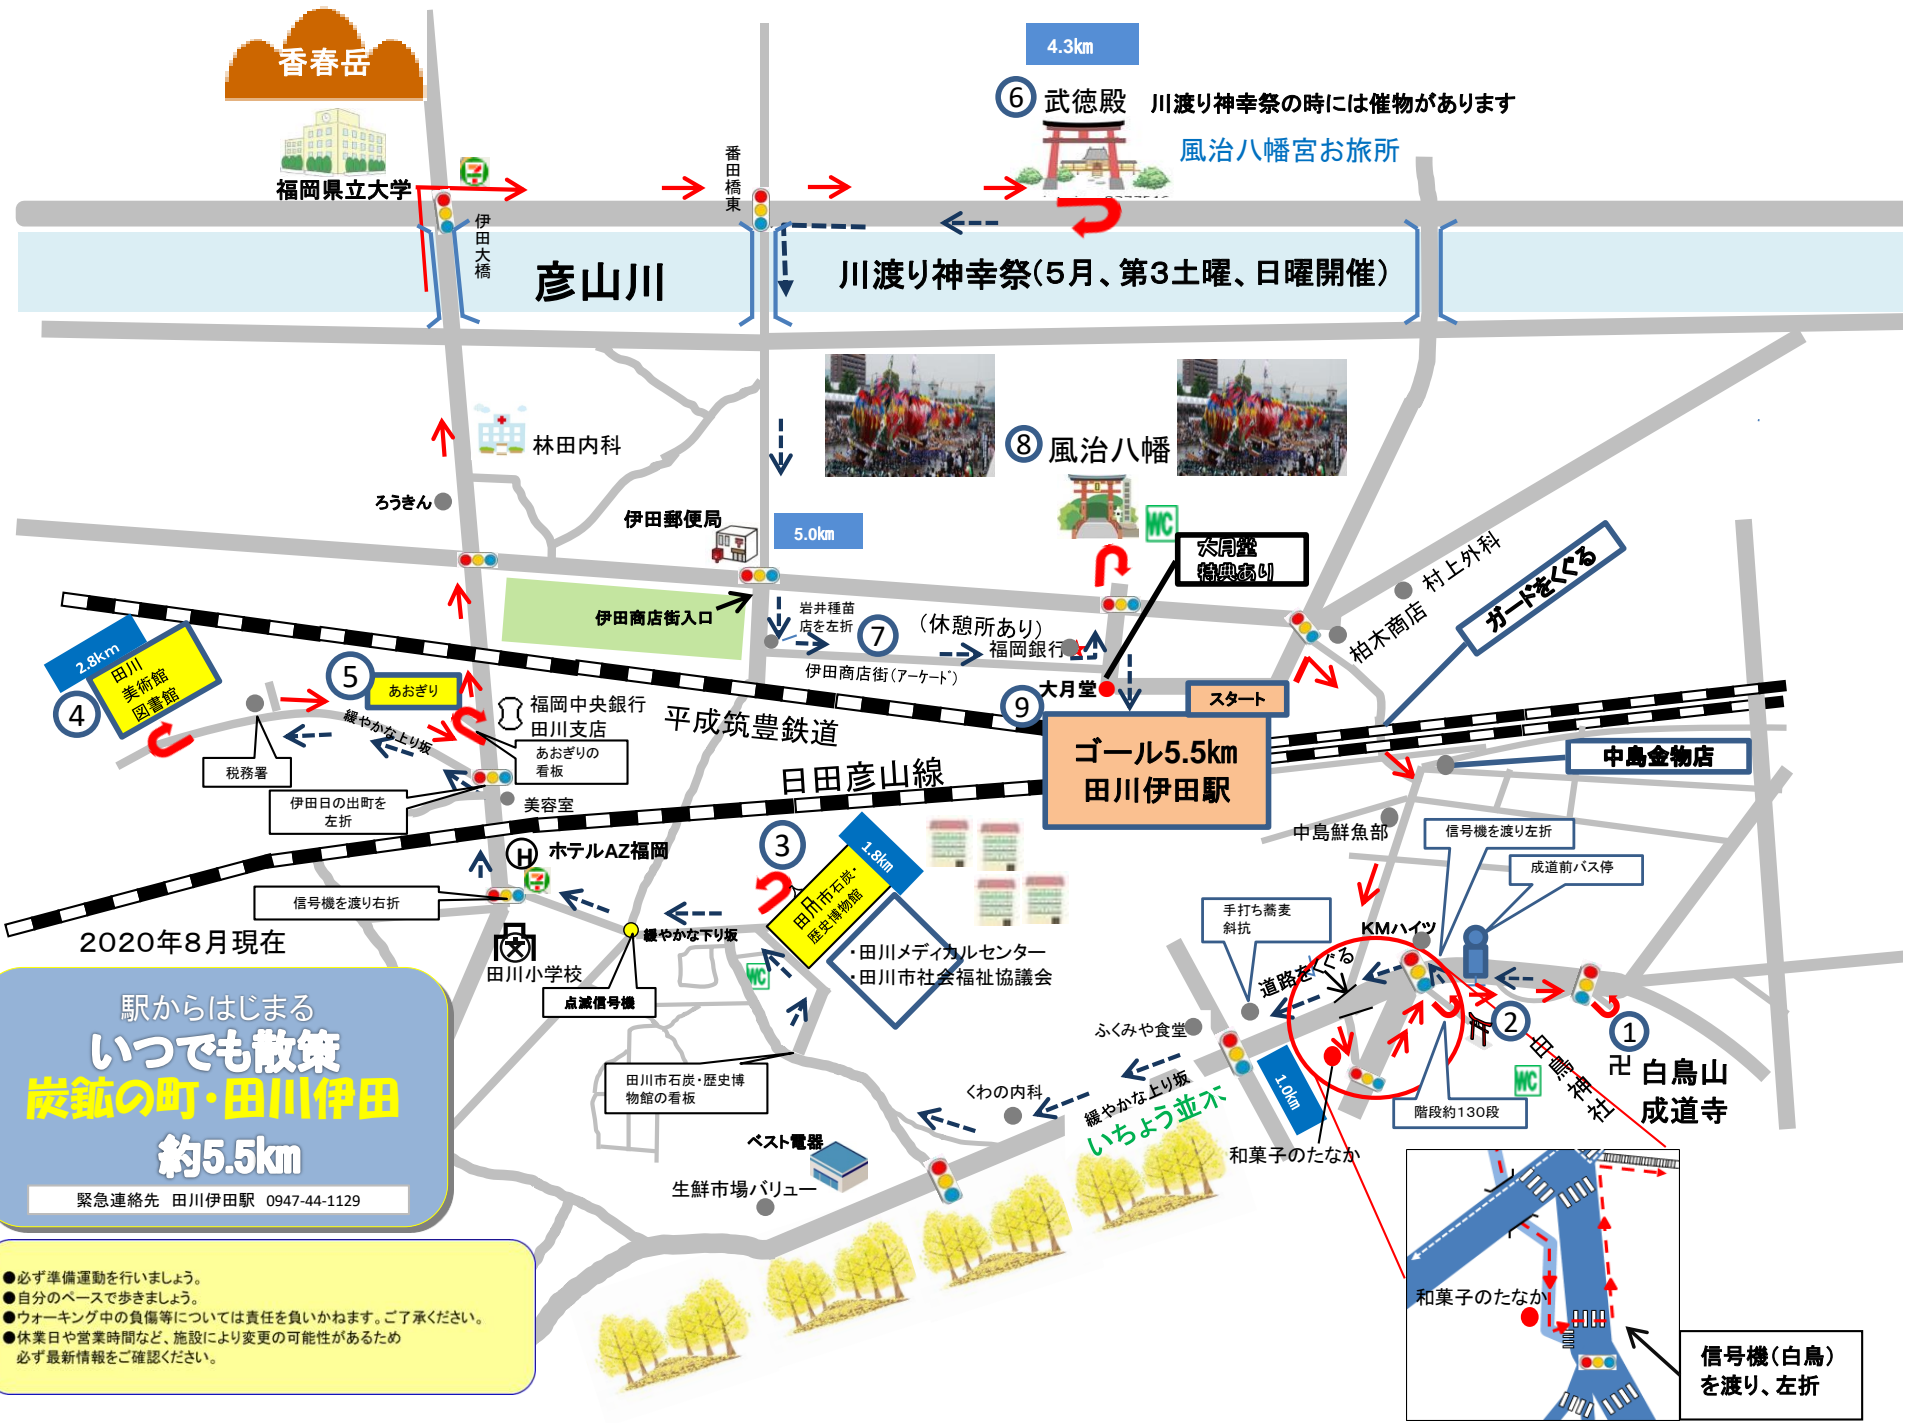 香春岳
福岡県立大学
4.3km
⑥ 武徳殿 川渡り神幸祭の時には催物があります
風治八幡宮お旅所
番田橋東
伊田大橋
彦山川
川渡り神幸祭(5月、第3土曜、日曜開催)
林田内科
ろうきん
⑧ 風治八幡
WC
伊田郵便局
5.0km
大月堂
特典あり
村上外科
ガードをくぐる
柏木商店
伊田商店街入口
岩井種苗
店を左折
⑦
(休憩所あり)
福岡銀行
伊田商店街(アーケード)
大月堂
2.8km
田川
美術館
図書館
④
⑤
あおぎり
緩やかな上り坂
税務署
福岡中央銀行
田川支店
あおぎりの
看板
伊田日の出町を
左折
美容室
平成筑豊鉄道
日田彦山線
⑨
スタート
ゴール5.5km
田川伊田駅
中島金物店
中島鮮魚部
信号機を渡り左折
成道前バス停
H
ホテルAZ福岡
信号機を渡り右折
③
1.8km
田川市石炭・
歴史博物館
・田川メディカルセンター
・田川市社会福祉協議会
緩やかな下り坂
文
田川小学校
点滅信号機
WC
手打ち蕎麦
斜抗
KMハイツ
道路をくぐる
ふくみや食堂
②
①
卍 白鳥山
成道寺
白鳥神社
WC
階段約130段
1.0km
和菓子のたなか
くわの内科
緩やかな上り坂
いちょう並木
田川市石炭・歴史博
物館の看板
ベスト電器
生鮮市場バリュー
2020年8月現在
駅からはじまる
いつでも散策
炭鉱の町・田川伊田
約5.5km
緊急連絡先 田川伊田駅 0947-44-1129
●必ず準備運動を行いましょう。
●自分のペースで歩きましょう。
●ウォーキング中の負傷等については責任を負いかねます。ご了承ください。
●休業日や営業時間など、施設により変更の可能性があるため
必ず最新情報をご確認ください。
和菓子のたなか
信号機(白鳥)
を渡り、左折